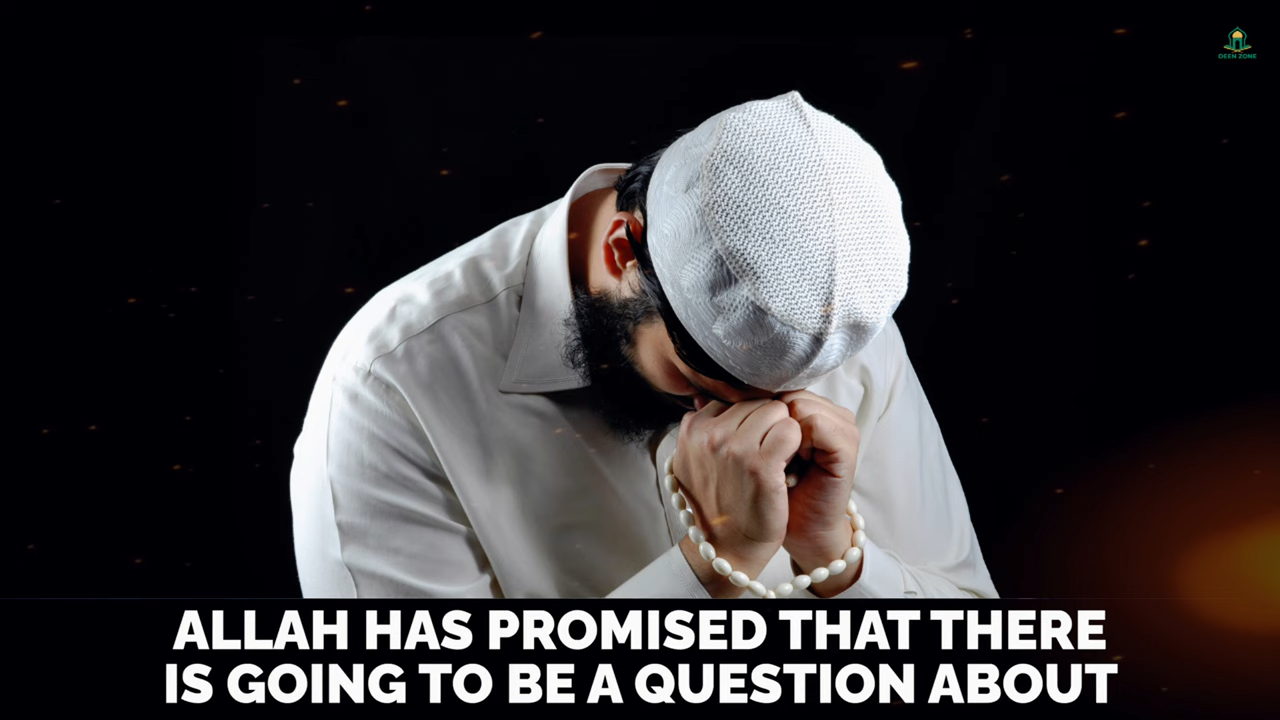 DEEN ZONE
ALLAH HAS PROMISED THAT THERE
IS GOING TO BE A QUESTION ABOUT